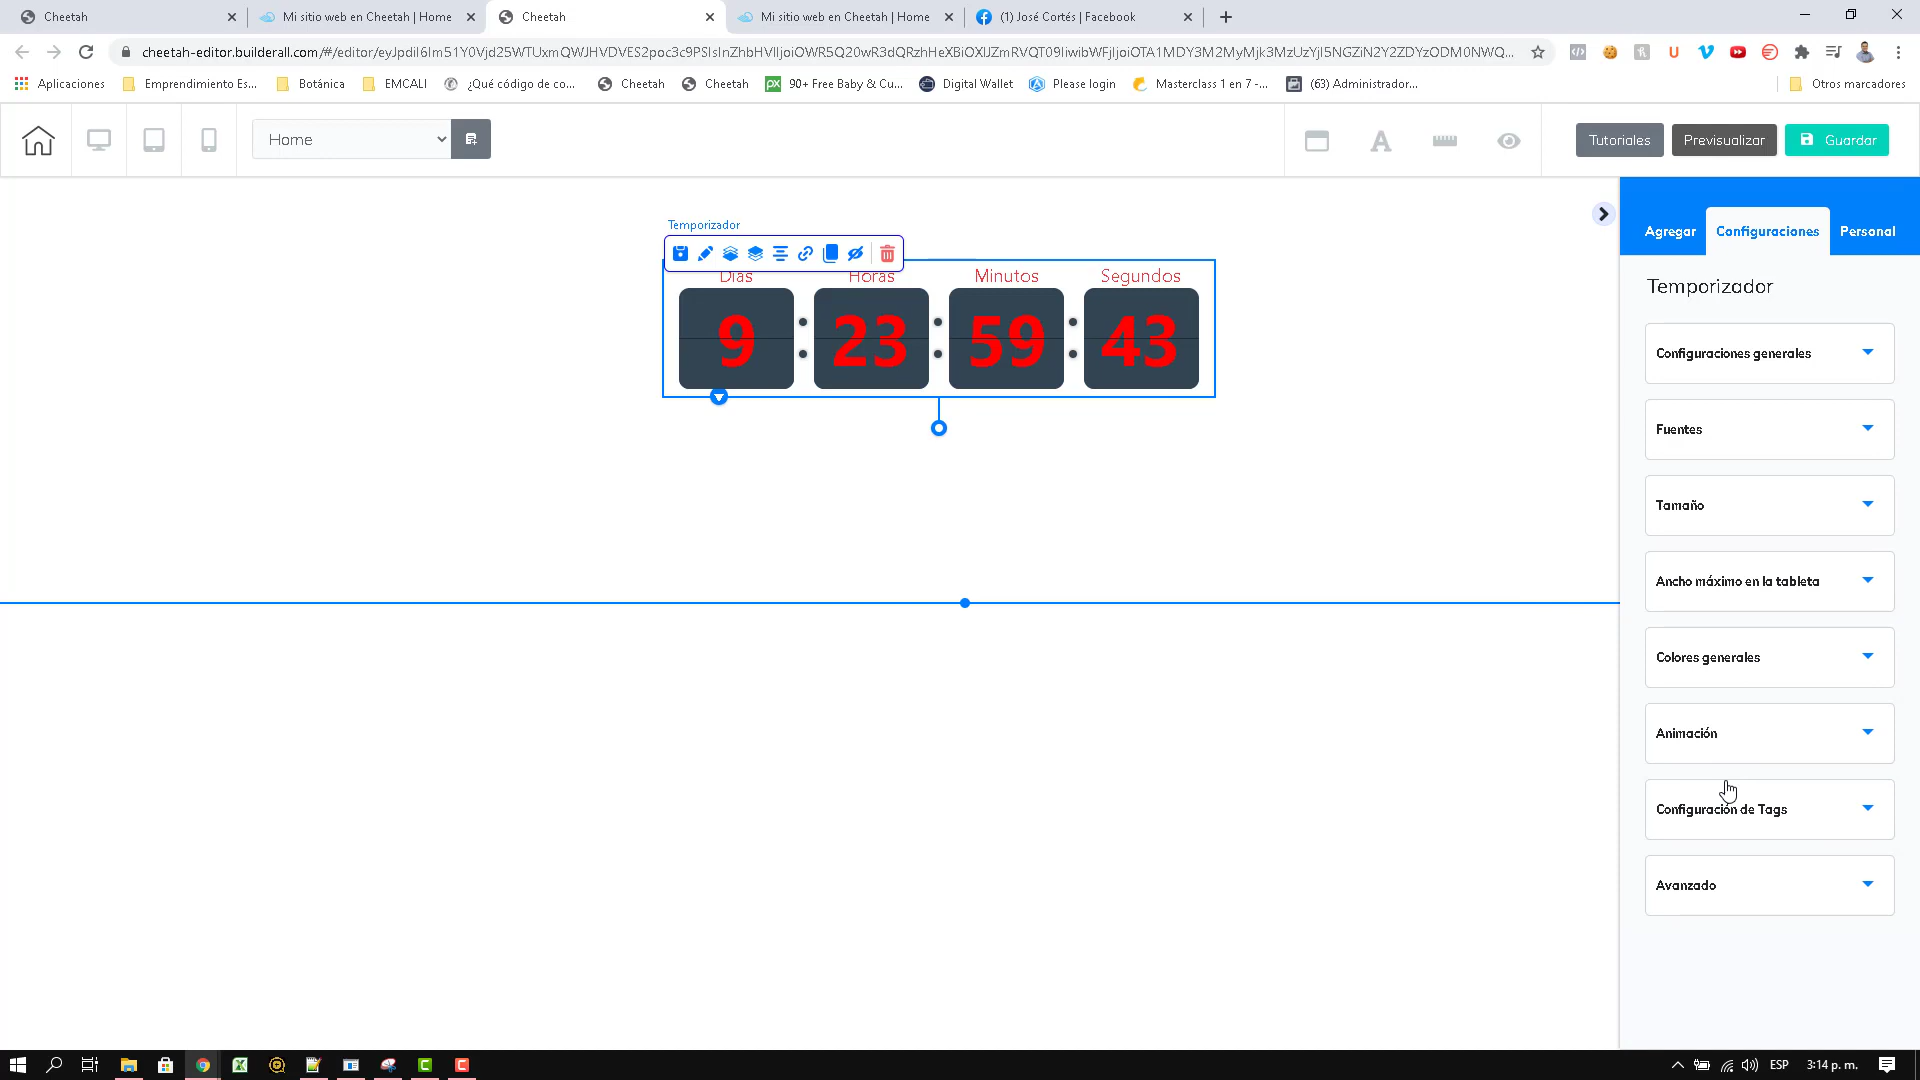 Cheetah
Mi sitio web en Cheetah | Home
Cheetah
Mi sitio web en Cheetah | Home
(1) José Cortés | Facebook
Aplicaciones
Emprendimiento Es...
Botánica
EMCALI
¿Qué código de co...
Cheetah
Cheetah
90+ Free Baby & Cu...
Digital Wallet
Please login
Masterclass 1 en 7 -...
(63) Administrador...
Otros marcadores
Home
Tutoriales
Previsualizar
Guardar
Agregar
Configuraciones
Personal
Temporizador
Días
Horas
Minutos
Segundos
9
23
59
43
Temporizador
Configuraciones generales
Fuentes
Tamaño
Ancho máximo en la tableta
Colores generales
Animación
Configuración de Tags
Avanzado
ESP
3:14 p. m.